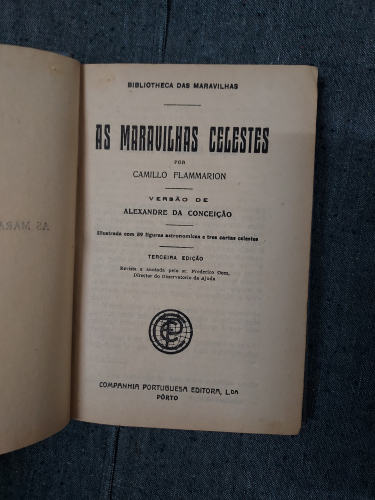 BIBLIOTHECA DAS MARAVILHAS
AS MARAVILHAS CELESTES
POR
CAMILLO FLAMMARION
VERSÃO DE
ALEXANDRE DA CONCEIÇÃO
Illustrada com 89 figuras astronomicas e tres cartas celestes
TERCEIRA EDIÇÃO
Revista e anotada pelo sr. Frederico Oom,
Director do Observatorio da Ajuda
COMPANHIA PORTUGUESA EDITORA, L.DA
PÔRTO